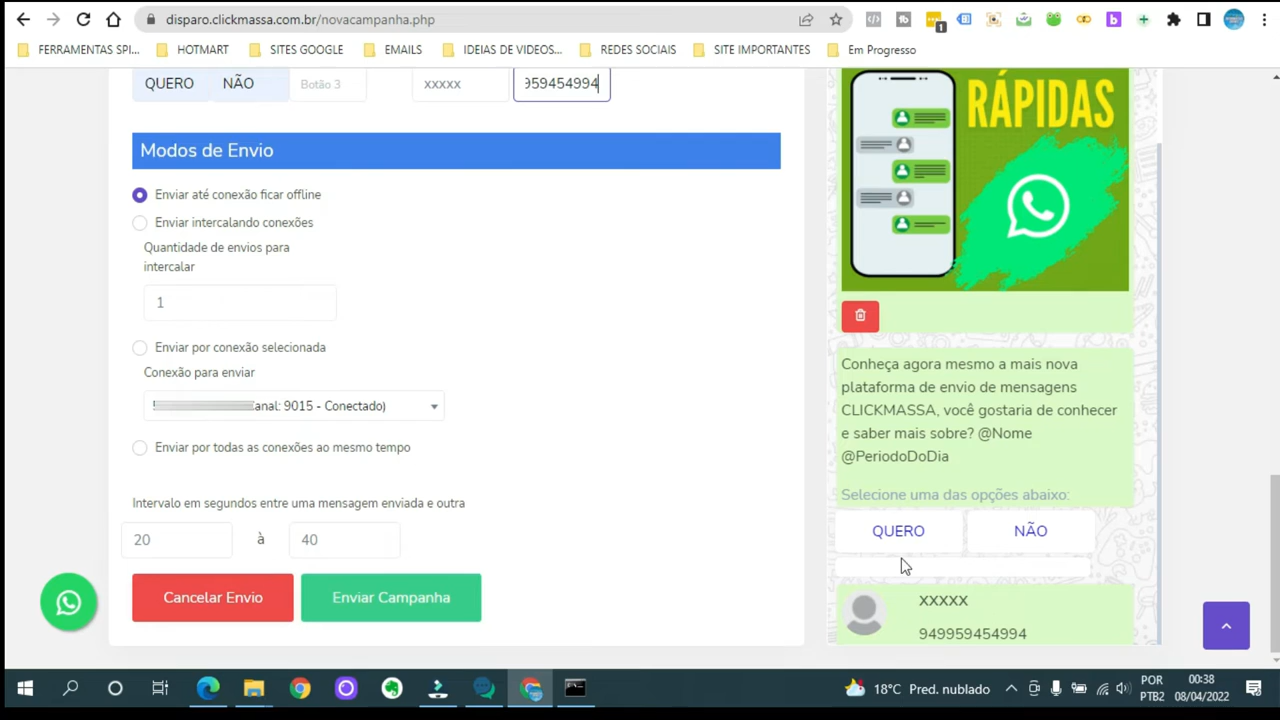 disparo.clickmassa.com.br/novacampanha.php
1
FERRAMENTAS SPI...
HOTMART
SITES GOOGLE
EMAILS
IDEIAS DE VIDEOS...
REDES SOCIAIS
SITE IMPORTANTES
Em Progresso
QUERO
NÃO
Botão 3
xxxxx
959454994
Modos de Envio
Enviar até conexão ficar offline
Enviar intercalando conexões
Quantidade de envios para
intercalar
1
Enviar por conexão selecionada
Conexão para enviar
anal: 9015 - Conectado)
Enviar por todas as conexões ao mesmo tempo
Intervalo em segundos entre uma mensagem enviada e outra
20
à
40
Cancelar Envio
Enviar Campanha
RÁPIDAS
Conheça agora mesmo a mais nova
plataforma de envio de mensagens
CLICKMASSA, você gostaria de conhecer
e saber mais sobre? @Nome
@PeriodoDoDia
Selecione uma das opções abaixo:
QUERO
NÃO
XXXXX
949959454994
18°C Pred. nublado
POR
PTB2
00:38
08/04/2022